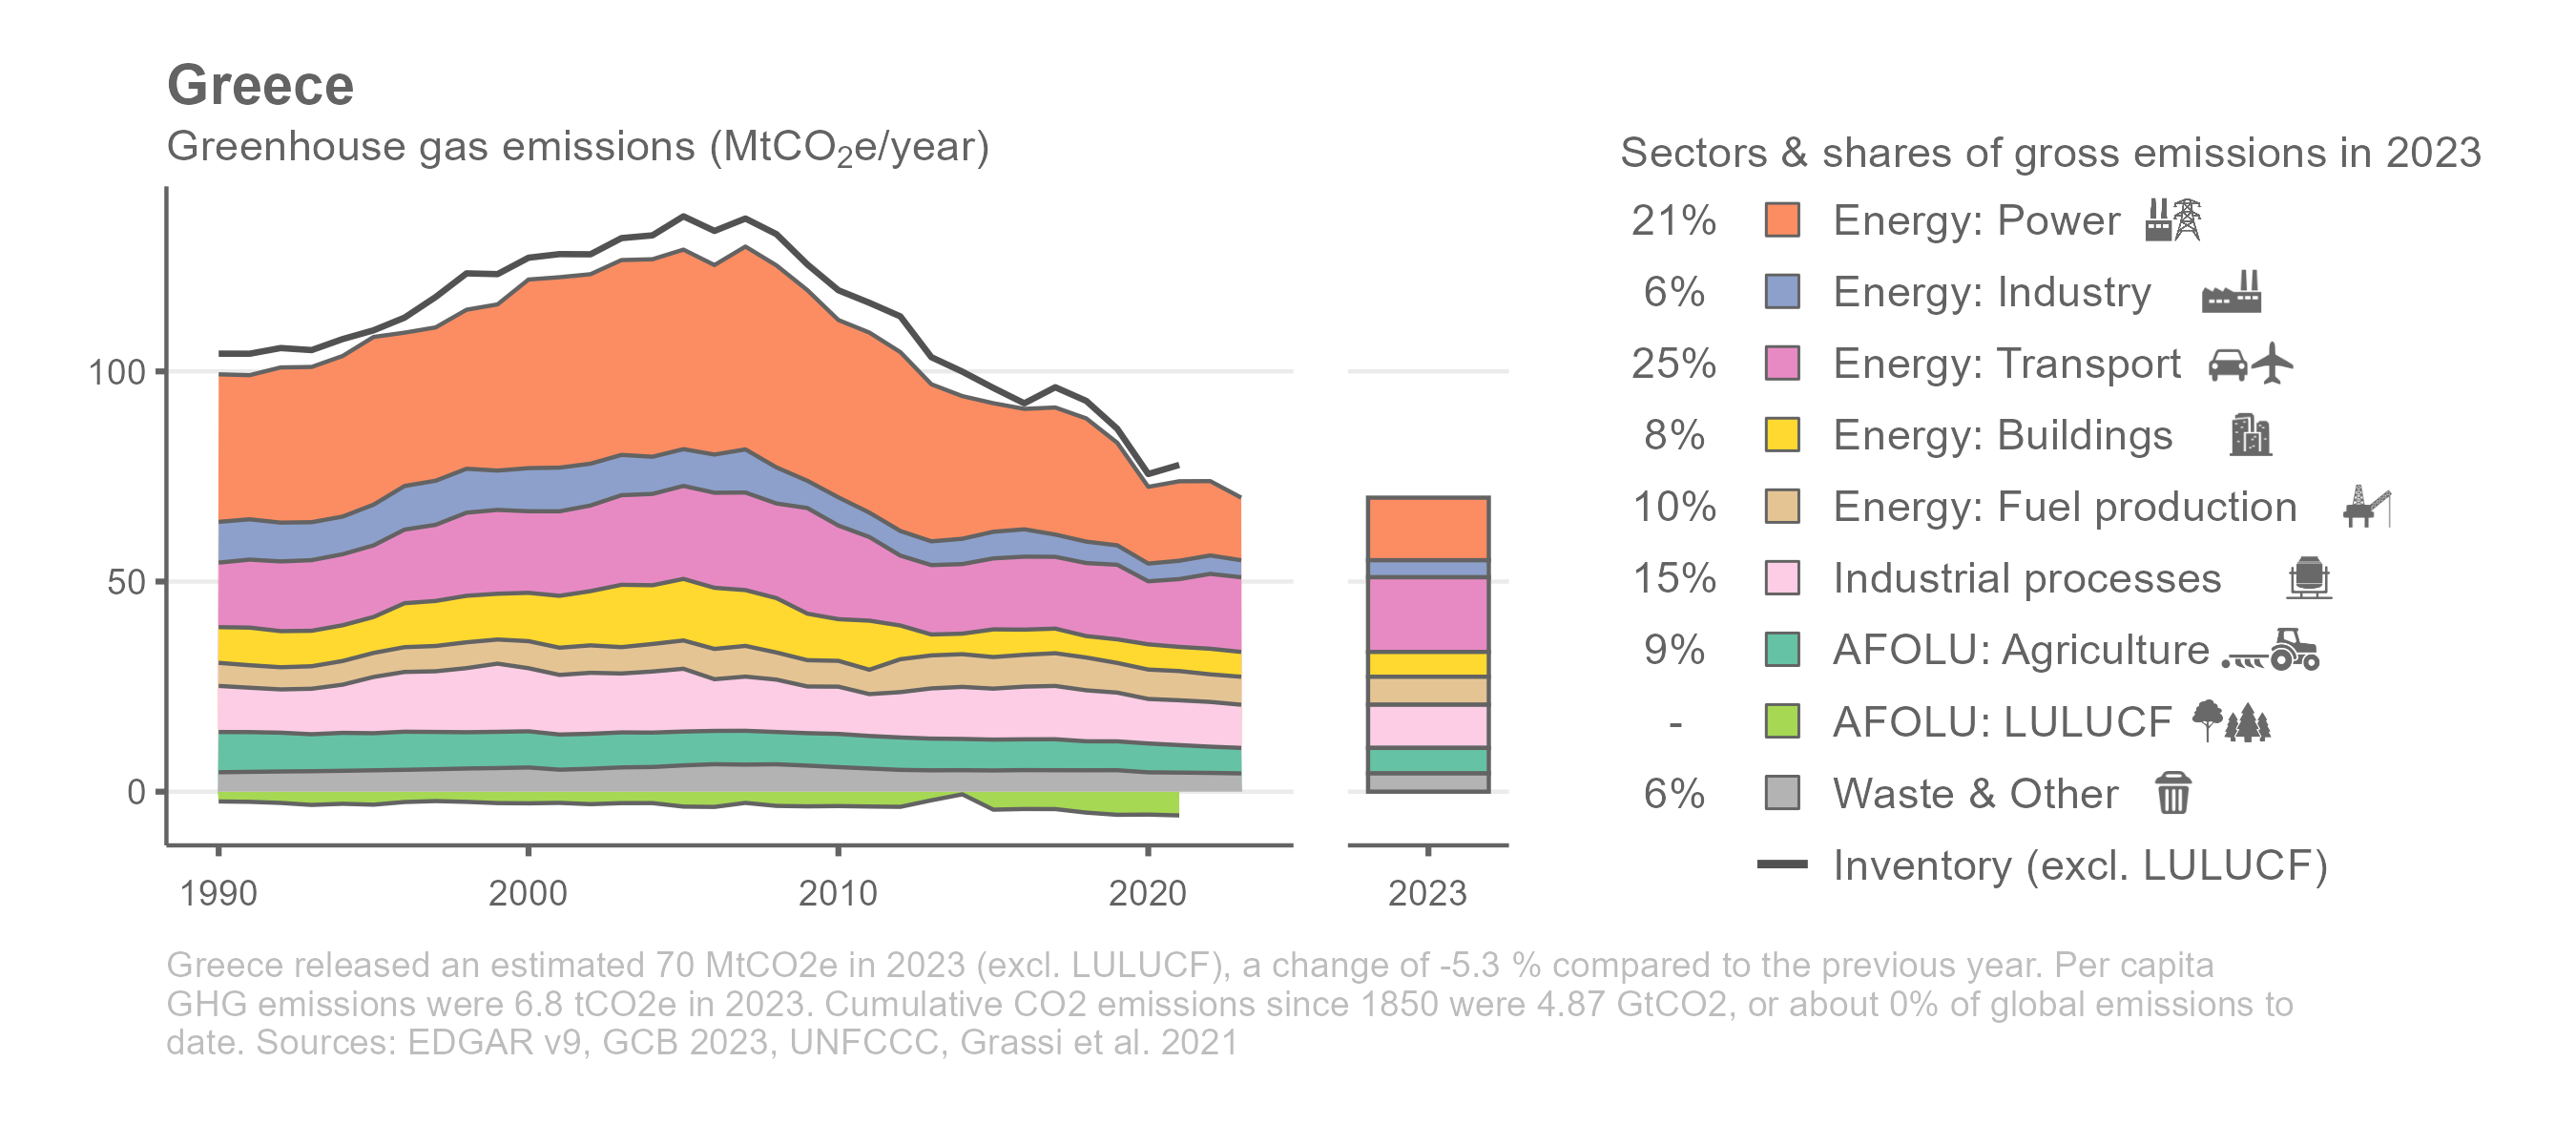 Greece
Greenhouse gas emissions (MtCO₂e/year)
100
50
0
1990
2000
2010
2020
2023
Sectors & shares of gross emissions in 2023
21% Energy: Power
6% Energy: Industry
25% Energy: Transport
8% Energy: Buildings
10% Energy: Fuel production
15% Industrial processes
9% AFOLU: Agriculture
- AFOLU: LULUCF
6% Waste & Other
Inventory (excl. LULUCF)
Greece released an estimated 70 MtCO2e in 2023 (excl. LULUCF), a change of -5.3 % compared to the previous year. Per capita
GHG emissions were 6.8 tCO2e in 2023. Cumulative CO2 emissions since 1850 were 4.87 GtCO2, or about 0% of global emissions to
date. Sources: EDGAR v9, GCB 2023, UNFCCC, Grassi et al. 2021